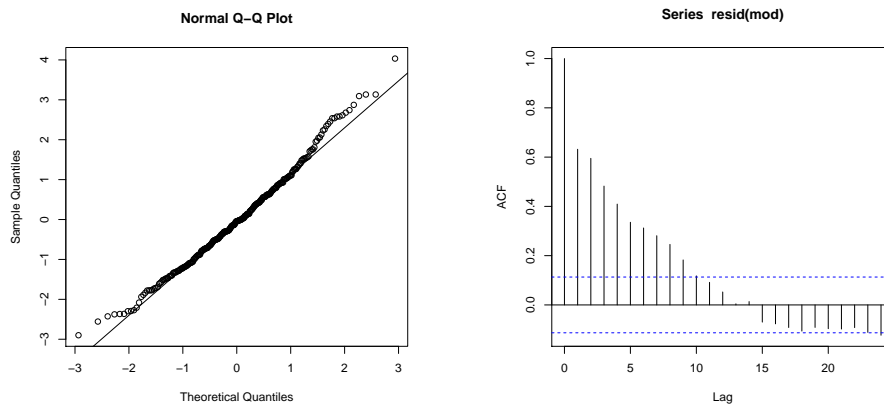 Normal Q−Q Plot
Sample Quantiles
4
3
2
1
0
−1
−2
−3
−3 −2 −1 0 1 2 3
Theoretical Quantiles
Series resid(mod)
ACF
1.0
0.8
0.6
0.4
0.2
0.0
0 5 10 15 20
Lag